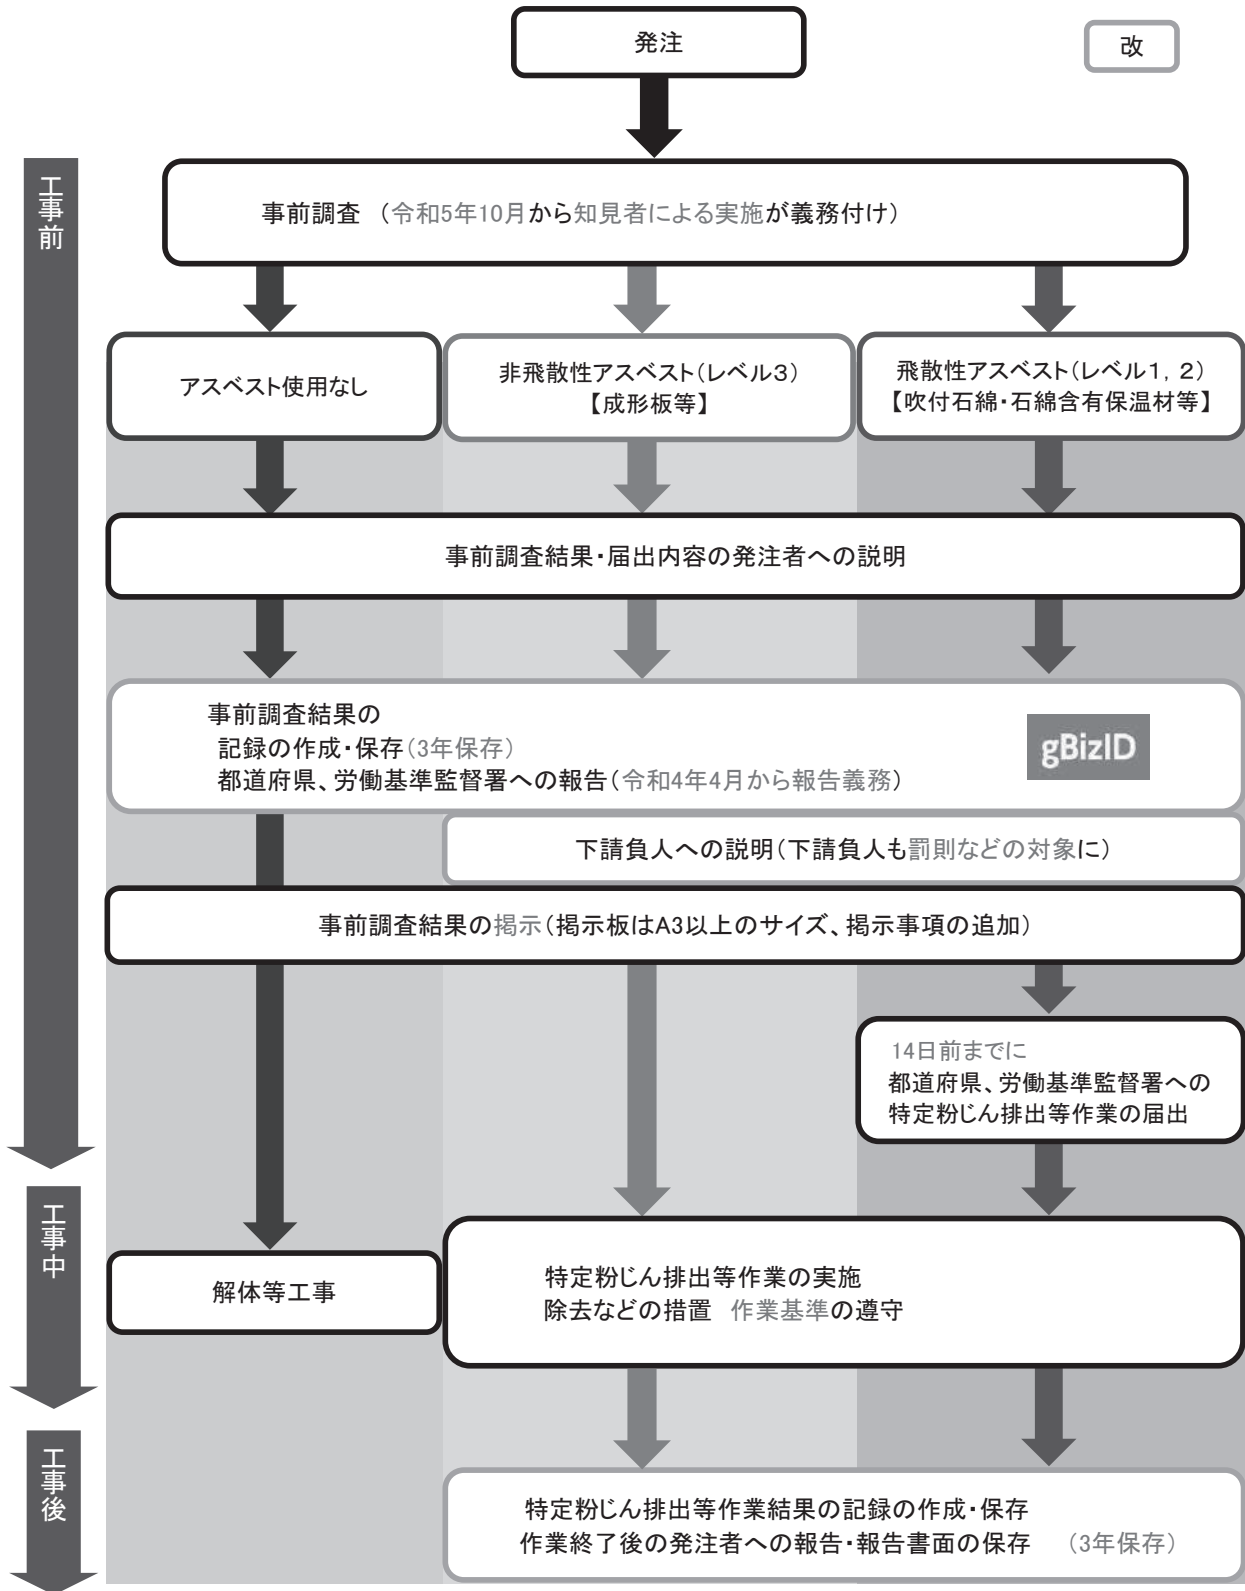 発注
改
工事前
事前調査 (令和5年10月から知見者による実施が義務付け)
アスベスト使用なし
非飛散性アスベスト(レベル3)
【成形板等】
飛散性アスベスト(レベル1, 2)
【吹付石綿・石綿含有保温材等】
事前調査結果・届出内容の発注者への説明
事前調査結果の
記録の作成・保存(3年保存)
都道府県、労働基準監督署への報告(令和4年4月から報告義務)
gBizID
下請負人への説明(下請負人も罰則などの対象に)
事前調査結果の掲示(掲示板はA3以上のサイズ、掲示事項の追加)
14日前までに
都道府県、労働基準監督署への
特定粉じん排出等作業の届出
工事中
解体等工事
特定粉じん排出等作業の実施
除去などの措置 作業基準の遵守
工事後
特定粉じん排出等作業結果の記録の作成・保存
作業終了後の発注者への報告・報告書面の保存 (3年保存)